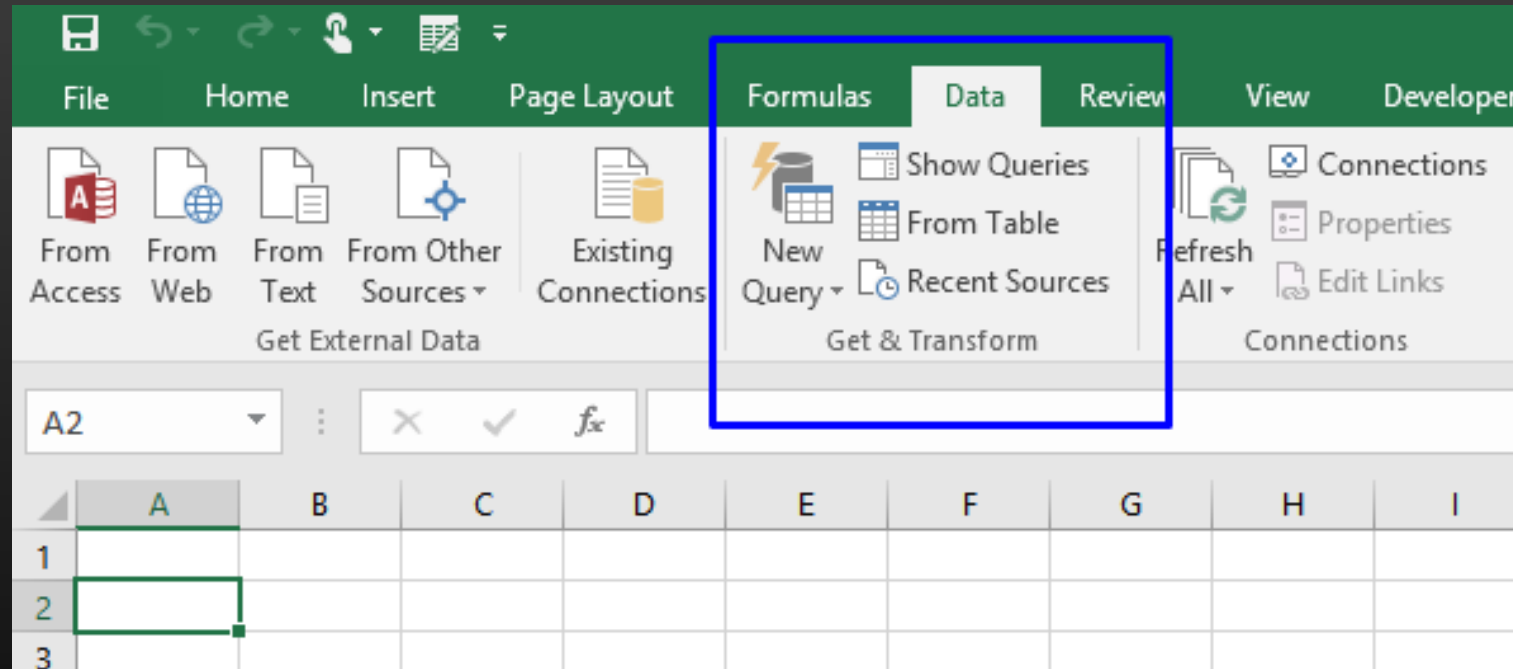 File Home Insert Page Layout Formulas Data Review View Developer
From Access
From Web
From Text
From Other Sources
Existing Connections
Get External Data
New Query
Show Queries
From Table
Recent Sources
Get & Transform
Refresh All
Connections
Properties
Edit Links
Connections
A2 fx
A B C D E F G H I
1
2
3